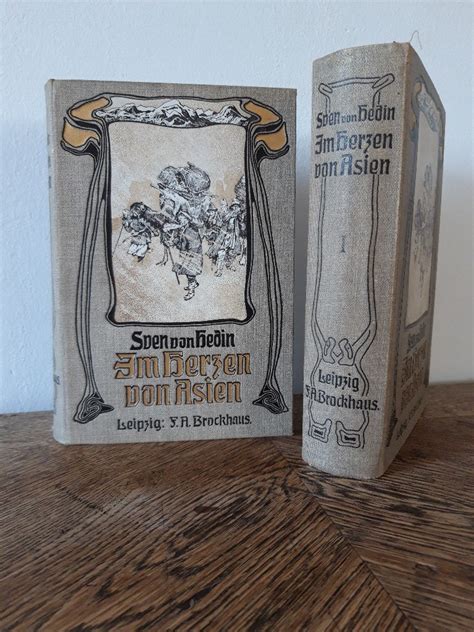 Sven von Hedin
Im Herzen
von Asien
Leipzig: F.A. Brockhaus.
Sven von Hedin
Im Herzen
von Asien
I
Leipzig
F.A. Brockhaus.